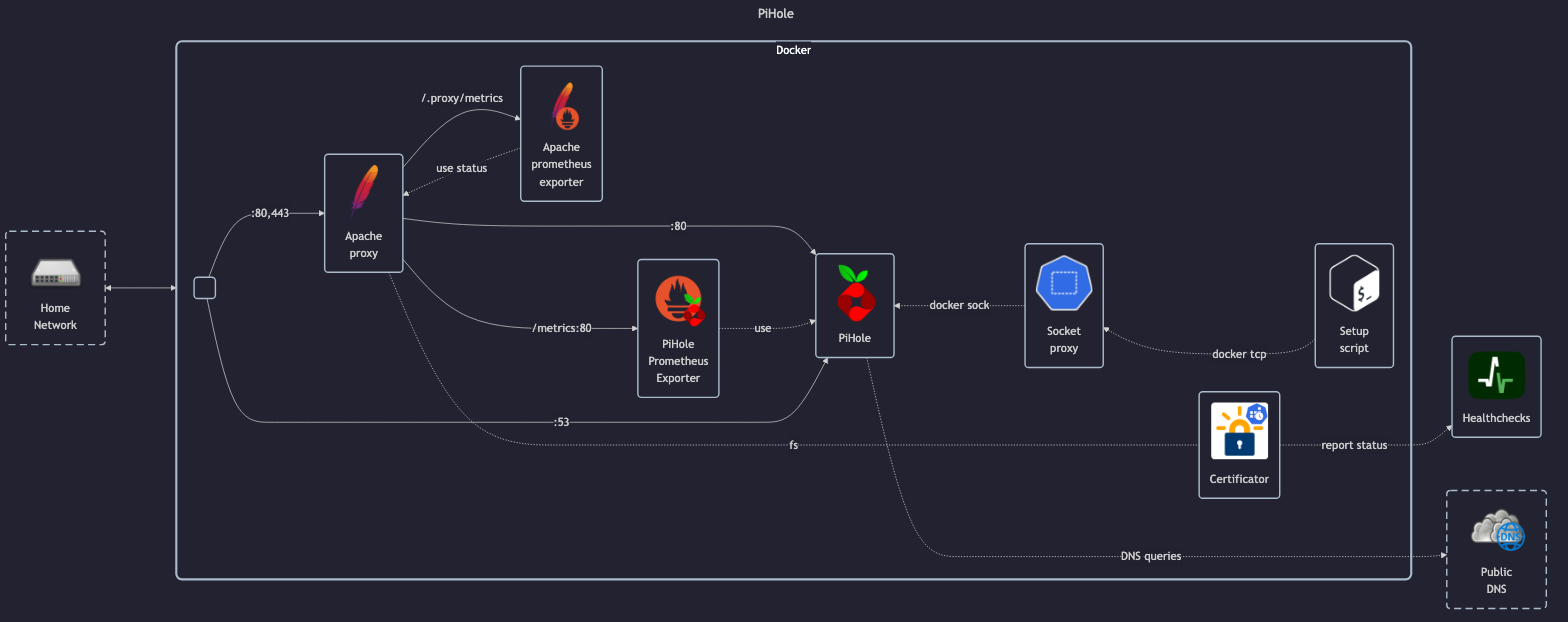 PiHole
Docker
/.proxy/metrics
Apache
prometheus
exporter
use status
:80,443
Apache
proxy
:80
Home
Network
/metrics:80
PiHole
Prometheus
Exporter
use
PiHole
docker sock
Socket
proxy
docker tcp
$_
Setup
script
:53
fs
Certificator
report status
Healthchecks
DNS queries
DNS
Public
DNS